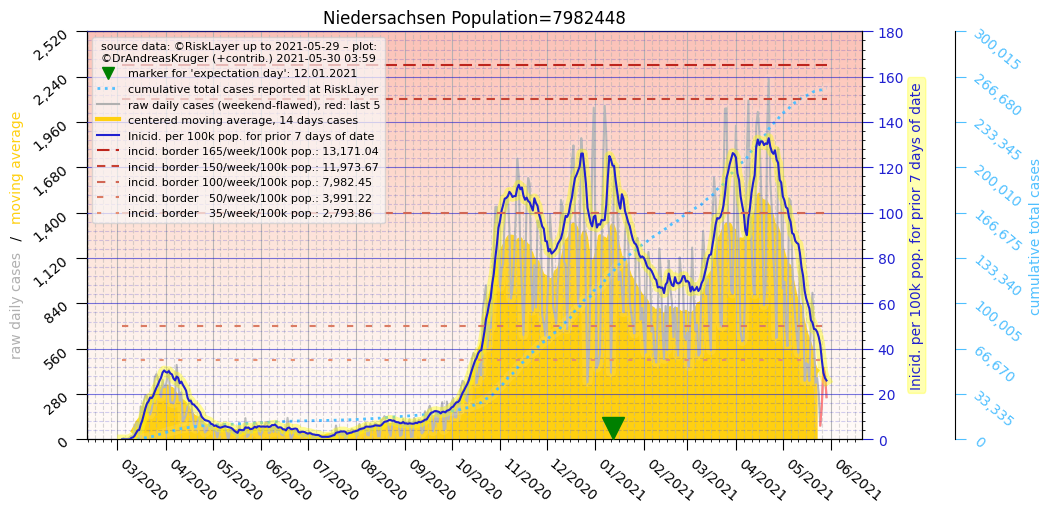 Niedersachsen Population=7982448
source data: ©RiskLayer up to 2021-05-29 – plot:
©DrAndreasKruger (+contrib.) 2021-05-30 03:59
marker for 'expectation day': 12.01.2021
cumulative total cases reported at RiskLayer
raw daily cases (weekend-flawed), red: last 5
centered moving average, 14 days cases
Inicid. per 100k pop. for prior 7 days of date
incid. border 165/week/100k pop.: 13,171.04
incid. border 150/week/100k pop.: 11,973.67
incid. border 100/week/100k pop.: 7,982.45
incid. border   50/week/100k pop.: 3,991.22
incid. border   35/week/100k pop.: 2,793.86
raw daily cases / moving average
2,520
2,240
1,960
1,680
1,400
1,120
840
560
280
0
180
160
140
120
100
80
60
40
20
0
Inicid. per 100k pop. for prior 7 days of date
300,015
266,680
233,345
200,010
166,675
133,340
100,005
66,670
33,335
0
cumulative total cases
03/2020
04/2020
05/2020
06/2020
07/2020
08/2020
09/2020
10/2020
11/2020
12/2020
01/2021
02/2021
03/2021
04/2021
05/2021
06/2021